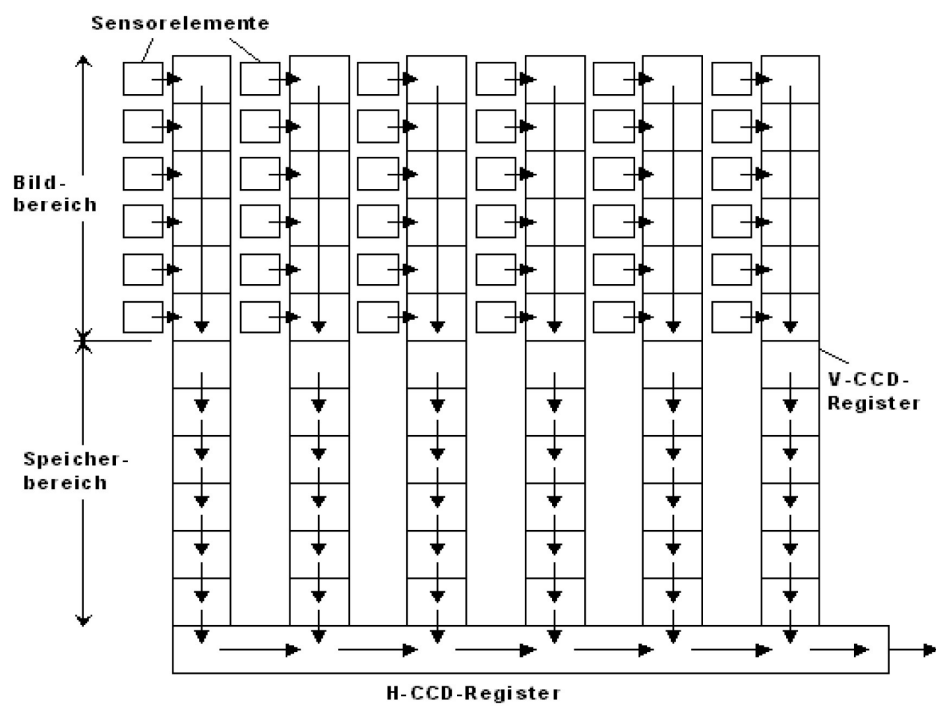 Sensorelemente
Bild-
bereich
V-CCD-
Register
Speicher-
bereich
H-CCD-Register